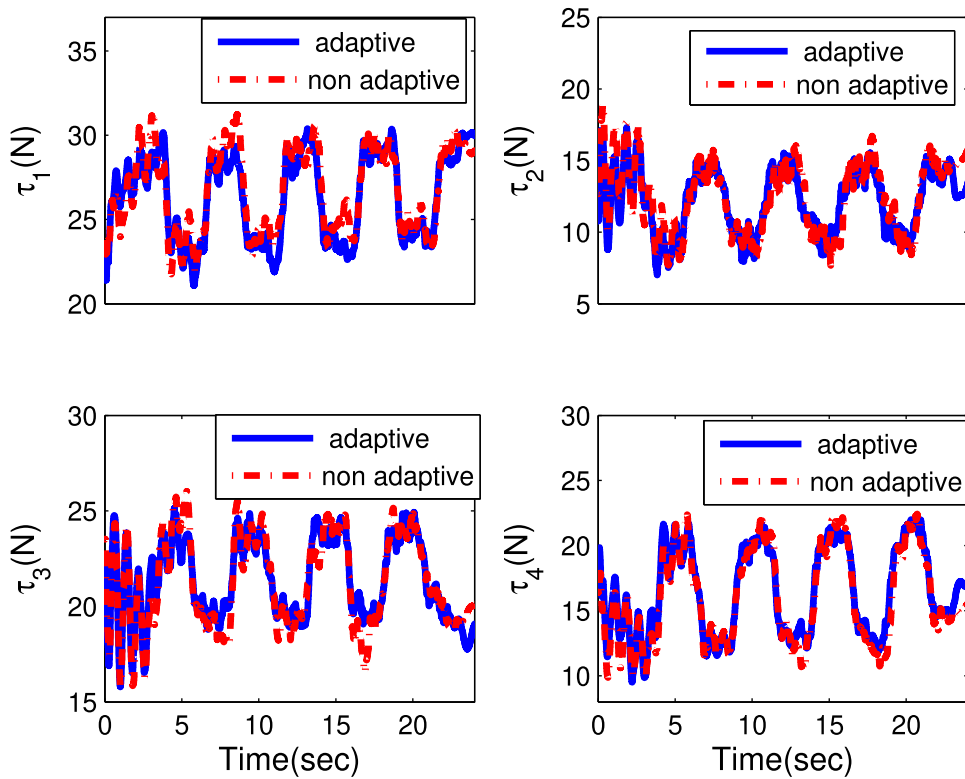 35
30
25
20
τ1(N)
adaptive
non adaptive
25
20
15
10
5
τ2(N)
adaptive
non adaptive
30
25
20
15
τ3(N)
adaptive
non adaptive
0 5 10 15 20
Time(sec)
30
25
20
15
10
τ4(N)
adaptive
non adaptive
0 5 10 15 20
Time(sec)